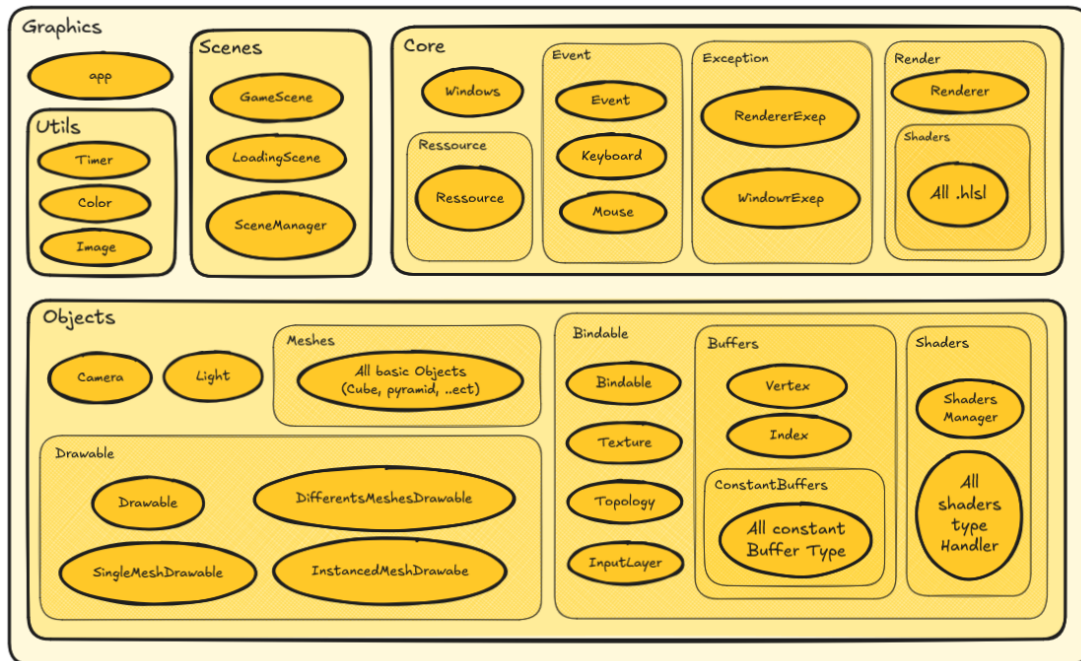 Graphics
app
Utils
Timer
Color
Image
Scenes
GameScene
LoadingScene
SceneManager
Core
Windows
Ressource
Ressource
Event
Event
Keyboard
Mouse
Exception
RendererExep
WindowrExep
Render
Renderer
Shaders
All .hlsl
Objects
Camera
Light
Meshes
All basic Objects
(Cube, pyramid, ..ect)
Drawable
Drawable
DifferentsMeshesDrawable
SingleMeshDrawable
InstancedMeshDrawabe
Bindable
Bindable
Texture
Topology
InputLayer
Buffers
Vertex
Index
ConstantBuffers
All constant
Buffer Type
Shaders
Shaders
Manager
All
shaders
type
Handler